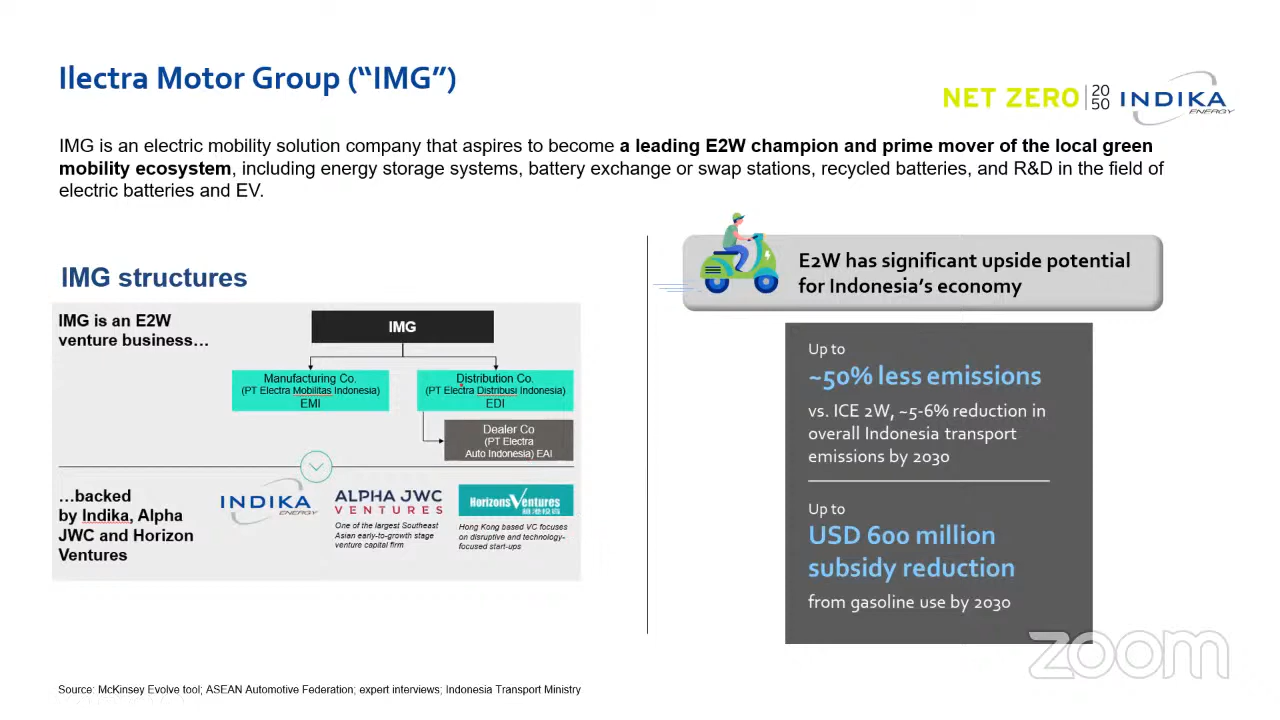 Ilectra Motor Group (“IMG”)
NET ZERO 20 50 INDIKA ENERGY
IMG is an electric mobility solution company that aspires to become a leading E2W champion and prime mover of the local green
mobility ecosystem, including energy storage systems, battery exchange or swap stations, recycled batteries, and R&D in the field of
electric batteries and EV.
IMG structures
IMG is an E2W
venture business…
IMG
Manufacturing Co.
(PT Electra Mobilitas Indonesia)
EMI
Distribution Co.
(PT Electra Distribusi Indonesia)
EDI
Dealer Co
(PT Electra
Auto Indonesia) EAI
…backed
by Indika, Alpha
JWC and Horizon
Ventures
INDIKA
ENERGY
ALPHA JWC
VENTURES
One of the largest Southeast
Asian early-to-growth stage
venture capital firm
HorizonsVentures
維港投資
Hong Kong based VC focuses
on disruptive and technology-
focused start-ups
E2W has significant upside potential
for Indonesia’s economy
Up to
~50% less emissions
vs. ICE 2W, ~5-6% reduction in
overall Indonesia transport
emissions by 2030
Up to
USD 600 million
subsidy reduction
from gasoline use by 2030
zoom
Source: McKinsey Evolve tool; ASEAN Automotive Federation; expert interviews; Indonesia Transport Ministry